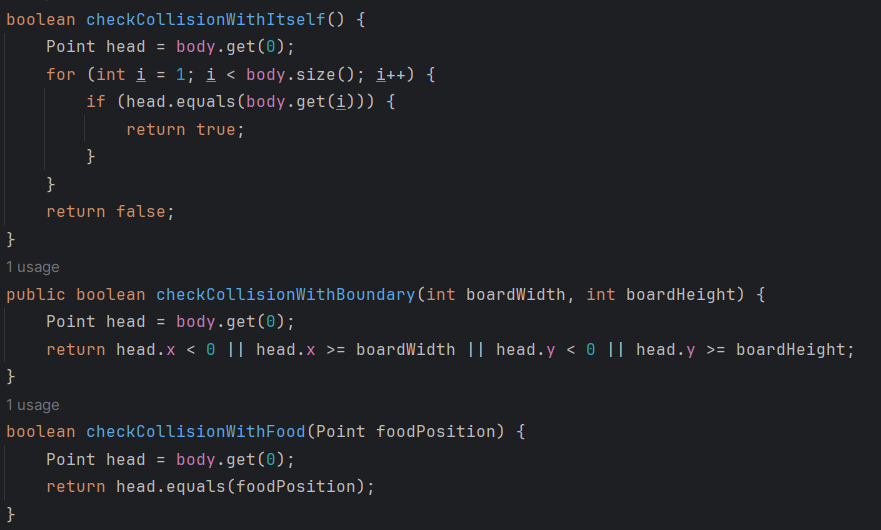 boolean checkCollisionWithItself() {
    Point head = body.get(0);
    for (int i = 1; i < body.size(); i++) {
        if (head.equals(body.get(i))) {
            return true;
        }
    }
    return false;
}
1 usage
public boolean checkCollisionWithBoundary(int boardWidth, int boardHeight) {
    Point head = body.get(0);
    return head.x < 0 || head.x >= boardWidth || head.y < 0 || head.y >= boardHeight;
}
1 usage
boolean checkCollisionWithFood(Point foodPosition) {
    Point head = body.get(0);
    return head.equals(foodPosition);
}